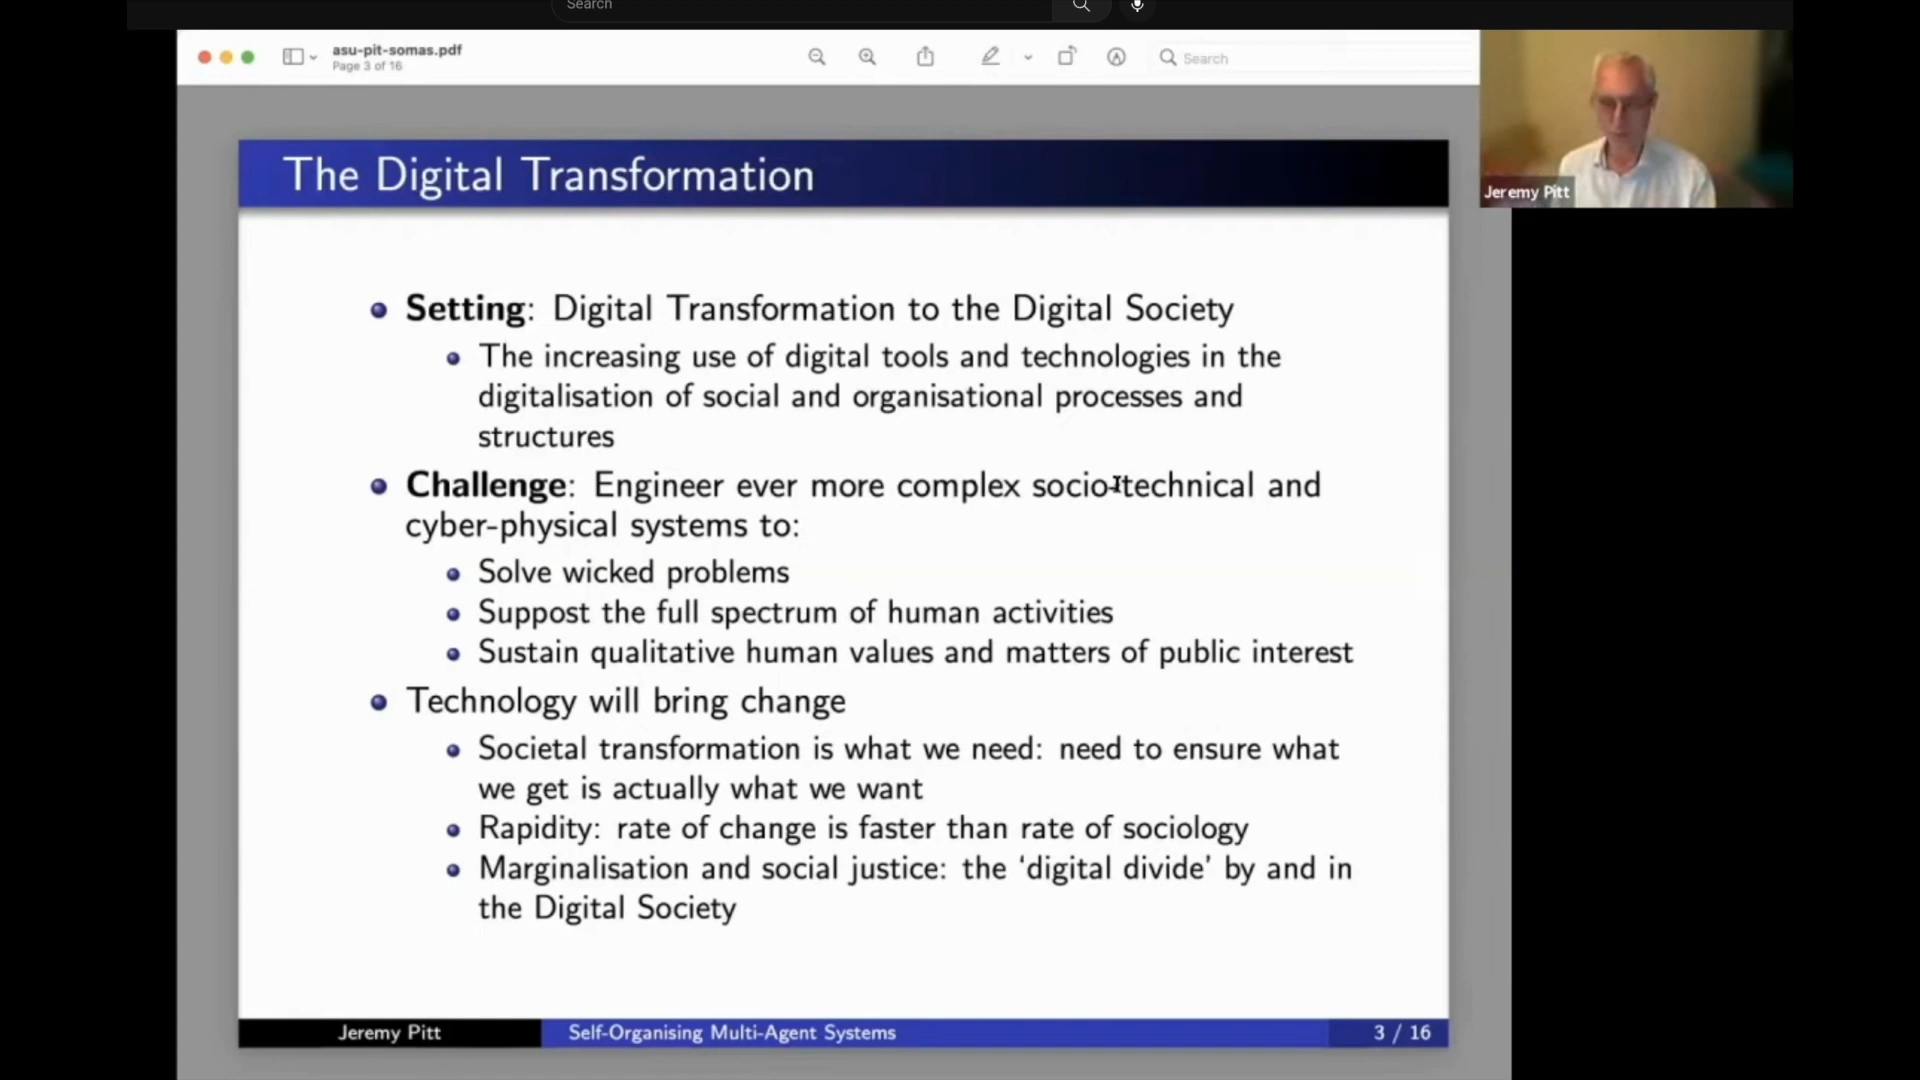 Search
asu-pit-somas.pdf
Page 3 of 16
Search
Jeremy Pitt
The Digital Transformation
Setting: Digital Transformation to the Digital Society
The increasing use of digital tools and technologies in the
digitalisation of social and organisational processes and
structures
Challenge: Engineer ever more complex socio-technical and
cyber-physical systems to:
Solve wicked problems
Suppost the full spectrum of human activities
Sustain qualitative human values and matters of public interest
Technology will bring change
Societal transformation is what we need: need to ensure what
we get is actually what we want
Rapidity: rate of change is faster than rate of sociology
Marginalisation and social justice: the ‘digital divide’ by and in
the Digital Society
Jeremy Pitt
Self-Organising Multi-Agent Systems
3 / 16